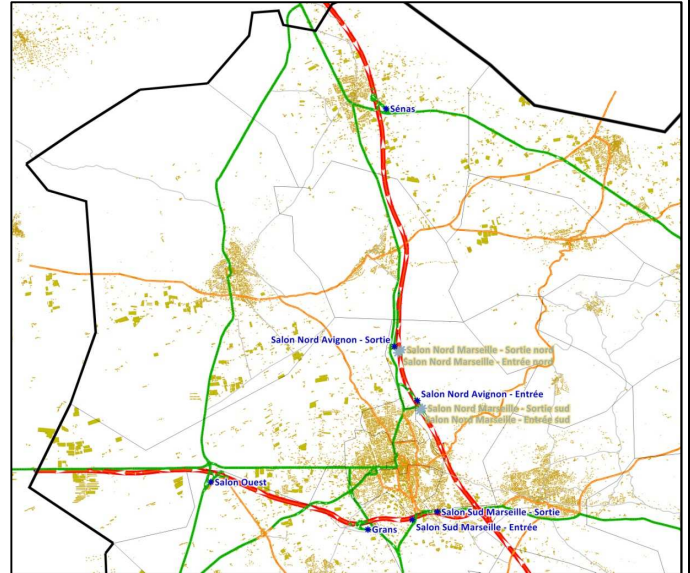 Sénas
Salon Nord Avignon - Sortie
Salon Nord Marseille - Sortie nord
Salon Nord Marseille - Entrée nord
Salon Nord Avignon - Entrée
Salon Nord Marseille - Sortie sud
Salon Nord Marseille - Entrée sud
Salon Ouest
Salon Sud Marseille - Sortie
Grans
Salon Sud Marseille - Entrée